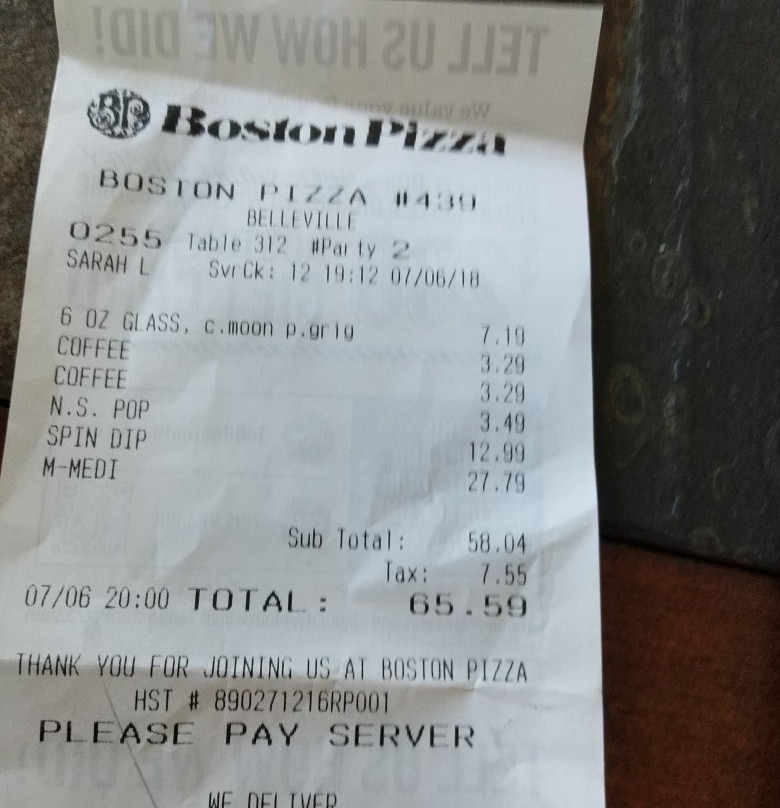 TELL US HOW WE DID!
We value your
BP Boston Pizza
BOSTON PIZZA #439
BELLEVILLE
0255 Table 312 #Party 2
SARAH L SvrCk: 12 19:12 07/06/18
6 OZ GLASS, c.moon p.grig 7.19
COFFEE 3.29
COFFEE 3.29
N.S. POP 3.49
SPIN DIP 12.99
M-MEDI 27.79
Sub Total: 58.04
Tax: 7.55
07/06 20:00 TOTAL: 65.59
THANK YOU FOR JOINING US AT BOSTON PIZZA
HST # 890271216RP001
PLEASE PAY SERVER
WE DELIVER